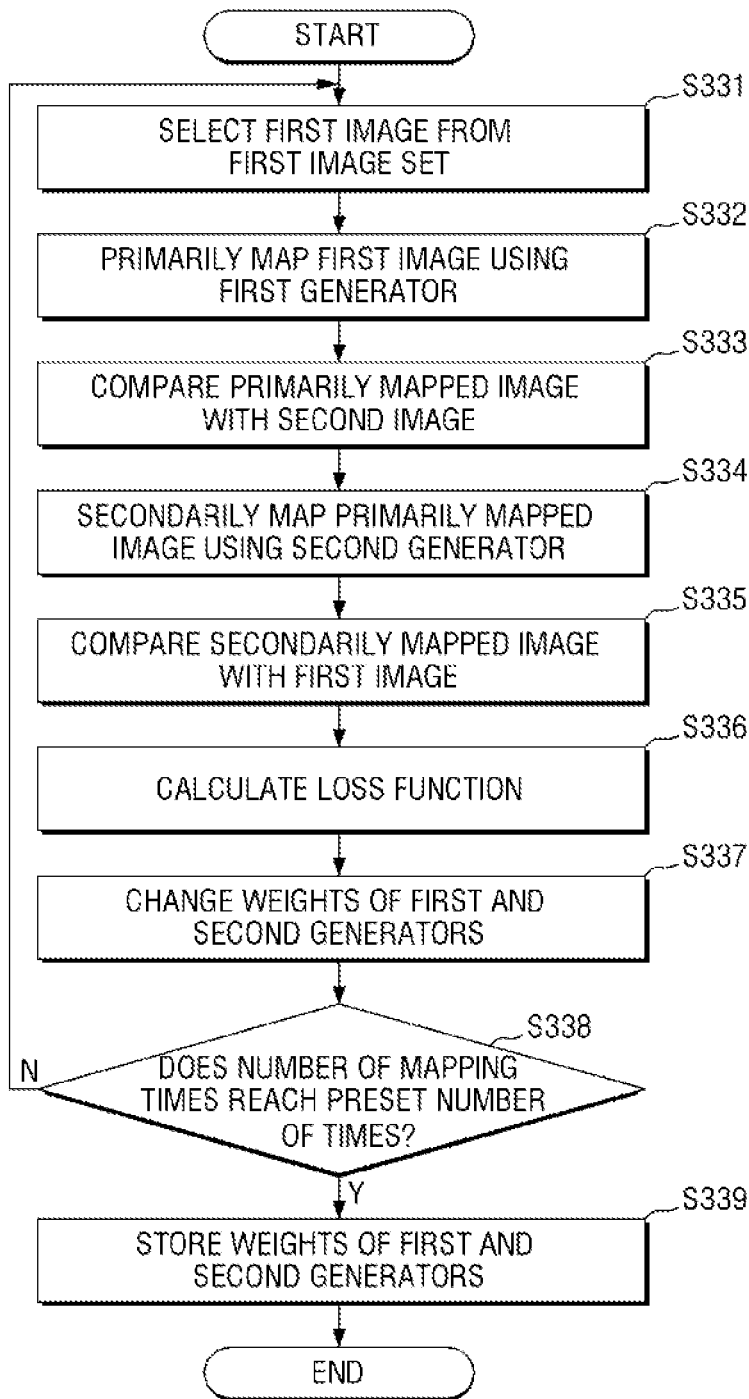 START
S331
SELECT FIRST IMAGE FROM
FIRST IMAGE SET
S332
PRIMARILY MAP FIRST IMAGE USING
FIRST GENERATOR
S333
COMPARE PRIMARILY MAPPED IMAGE
WITH SECOND IMAGE
S334
SECONDARILY MAP PRIMARILY MAPPED
IMAGE USING SECOND GENERATOR
S335
COMPARE SECONDARILY MAPPED IMAGE
WITH FIRST IMAGE
S336
CALCULATE LOSS FUNCTION
S337
CHANGE WEIGHTS OF FIRST AND
SECOND GENERATORS
S338
N
DOES NUMBER OF MAPPING
TIMES REACH PRESET NUMBER
OF TIMES?
Y
S339
STORE WEIGHTS OF FIRST AND
SECOND GENERATORS
END